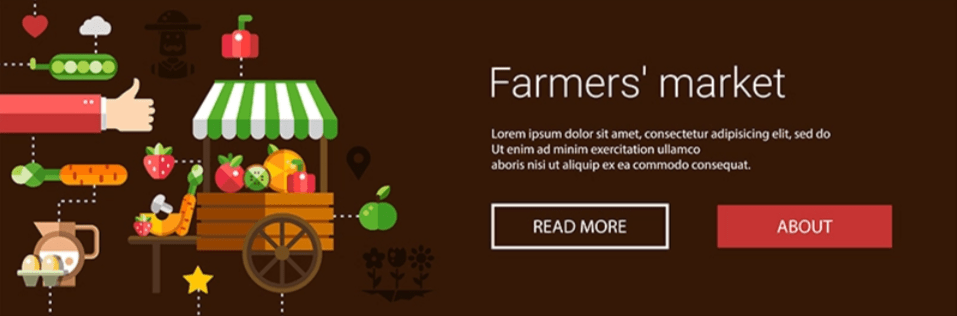 Farmers' market
Lorem ipsum dolor sit amet, consectetur adipisicing elit, sed do
Ut enim ad minim exercitation ullamco
aboris nisi ut aliquip ex ea commodo consequat.
READ MORE
ABOUT